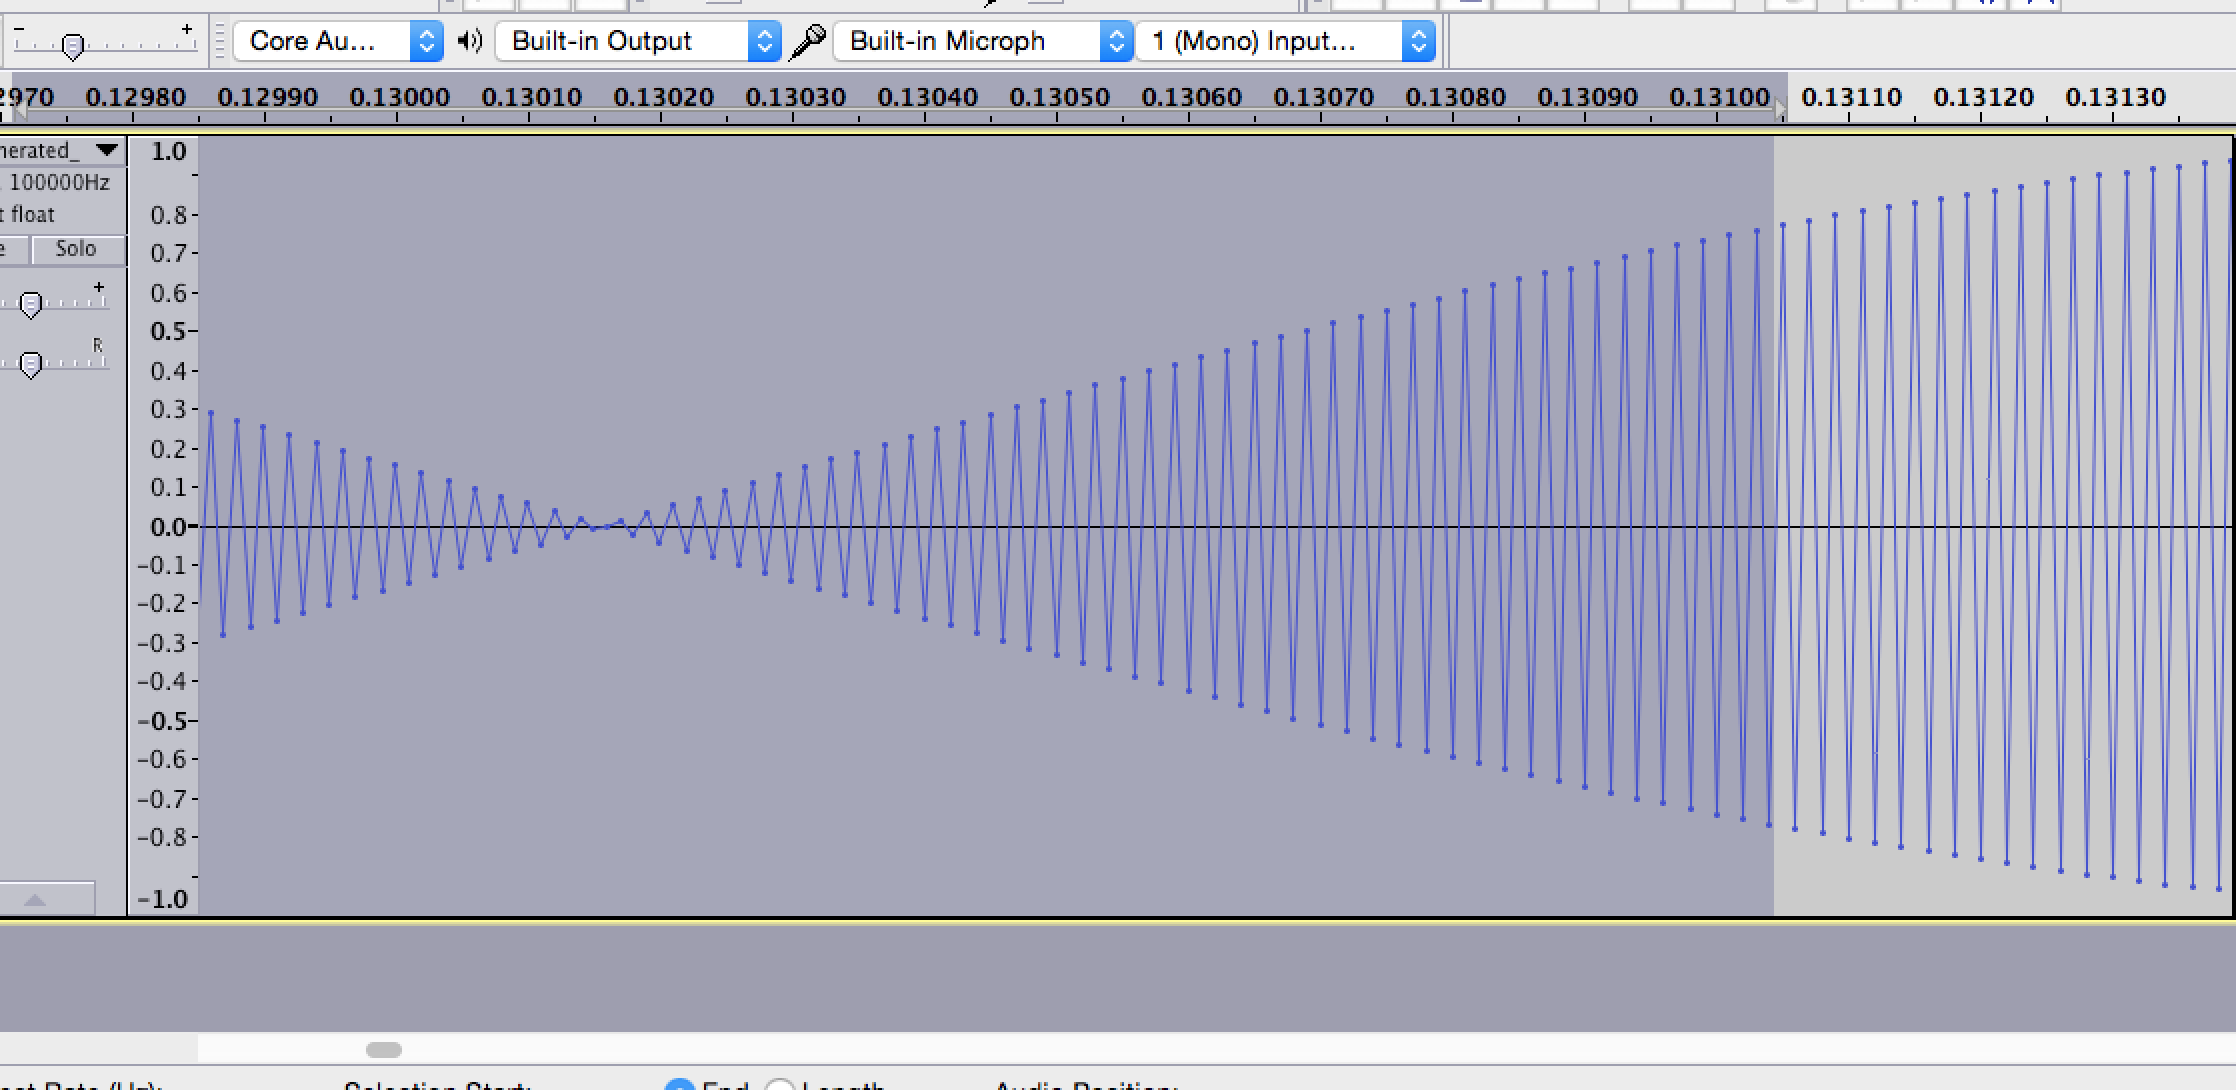 - +
Core Au... Built-in Output Built-in Microph 1 (Mono) Input...
2970 0.12980 0.12990 0.13000 0.13010 0.13020 0.13030 0.13040 0.13050 0.13060 0.13070 0.13080 0.13090 0.13100 0.13110 0.13120 0.13130
nerated_
100000Hz
t float
e Solo
+
R
1.0
0.8
0.7
0.6
0.5
0.4
0.3
0.2
0.1
0.0
-0.1
-0.2
-0.3
-0.4
-0.5
-0.6
-0.7
-0.8
-1.0
Rate (Hz): Selection Start: End Length Audio Position: